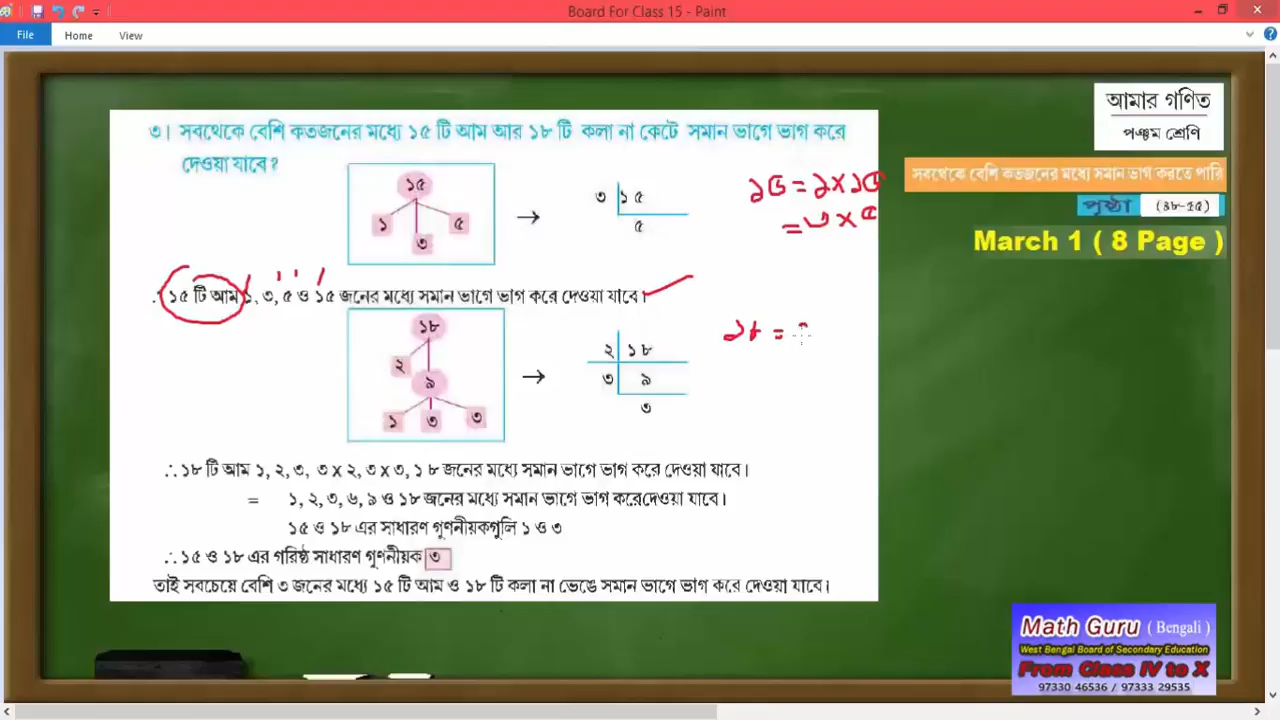 Board For Class 15 - Paint
File Home View
আমার গণিত
পঞ্চম শ্রেণি
সবথেকে বেশি কতজনের মধ্যে সমান ভাগ করতে পারি
পৃষ্ঠা (১৪-১৫)
March 1 ( 8 Page )
৩। সবথেকে বেশি কতজনের মধ্যে ১৫ টি আম আর ১৮ টি কলা না কেটে সমান ভাগে ভাগ করে
দেওয়া যাবে?
১৫
১ ৩ ৫
→
৩ ১৫
৫
১৫ = ১ × ১৫
= ৩ × ৫
∴ ১৫ টি আম ১, ৩, ৫ ও ১৫ জনের মধ্যে সমান ভাগে ভাগ করে দেওয়া যাবে।
১৮
২
৯
১ ৩ ৩
→
২ ১৮
৩ ৯
৩
১৮ =
∴ ১৮ টি আম ১, ২, ৩, ৩ x ২, ৩ x ৩, ১৮ জনের মধ্যে সমান ভাগে ভাগ করে দেওয়া যাবে।
= ১, ২, ৩, ৬, ৯ ও ১৮ জনের মধ্যে সমান ভাগে ভাগ করেদেওয়া যাবে।
১৫ ও ১৮ এর সাধারণ গুণনীয়কগুলি ১ ও ৩
∴ ১৫ ও ১৮ এর গরিষ্ঠ সাধারণ গুণনীয়ক ৩
তাই সবচেয়ে বেশি ৩ জনের মধ্যে ১৫ টি আম ও ১৮ টি কলা না ভেঙে সমান ভাগে ভাগ করে দেওয়া যাবে।
Math Guru ( Bengali )
West Bengal Board of Secondary Education
From Class IV to X
97330 46536 / 97333 29535